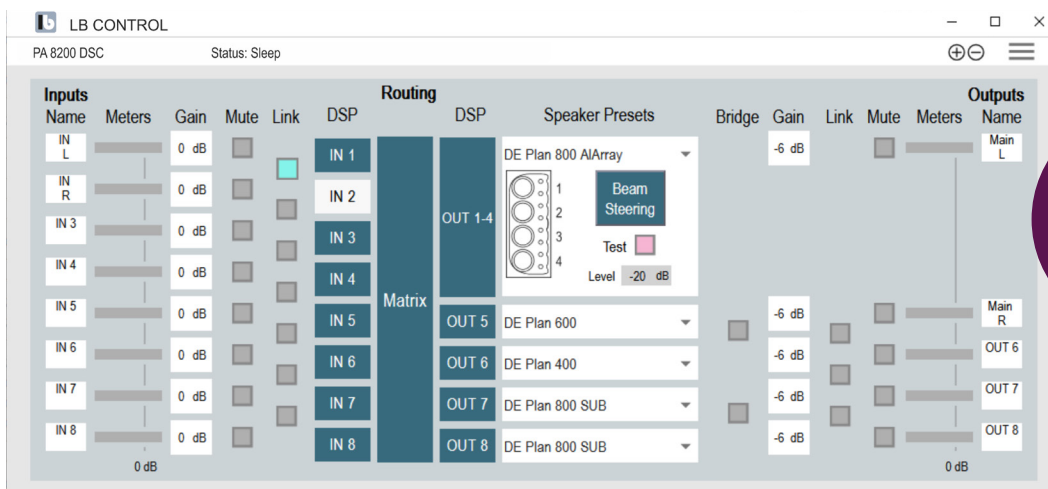 LB CONTROL
PA 8200 DSC Status: Sleep
Inputs Routing Outputs
Name Meters Gain Mute Link DSP DSP Speaker Presets Bridge Gain Link Mute Meters Name
IN L 0 dB IN 1 DE Plan 800 AIArray -6 dB Main L
IN R 0 dB IN 2 1 Beam Steering
2
IN 3 0 dB IN 3 OUT 1-4 3 Test
IN 4 0 dB IN 4 4 Level -20 dB
Matrix
IN 5 0 dB IN 5 OUT 5 DE Plan 600 -6 dB Main R
IN 6 0 dB IN 6 OUT 6 DE Plan 400 -6 dB OUT 6
IN 7 0 dB IN 7 OUT 7 DE Plan 800 SUB -6 dB OUT 7
IN 8 0 dB IN 8 OUT 8 DE Plan 800 SUB -6 dB OUT 8
0 dB 0 dB